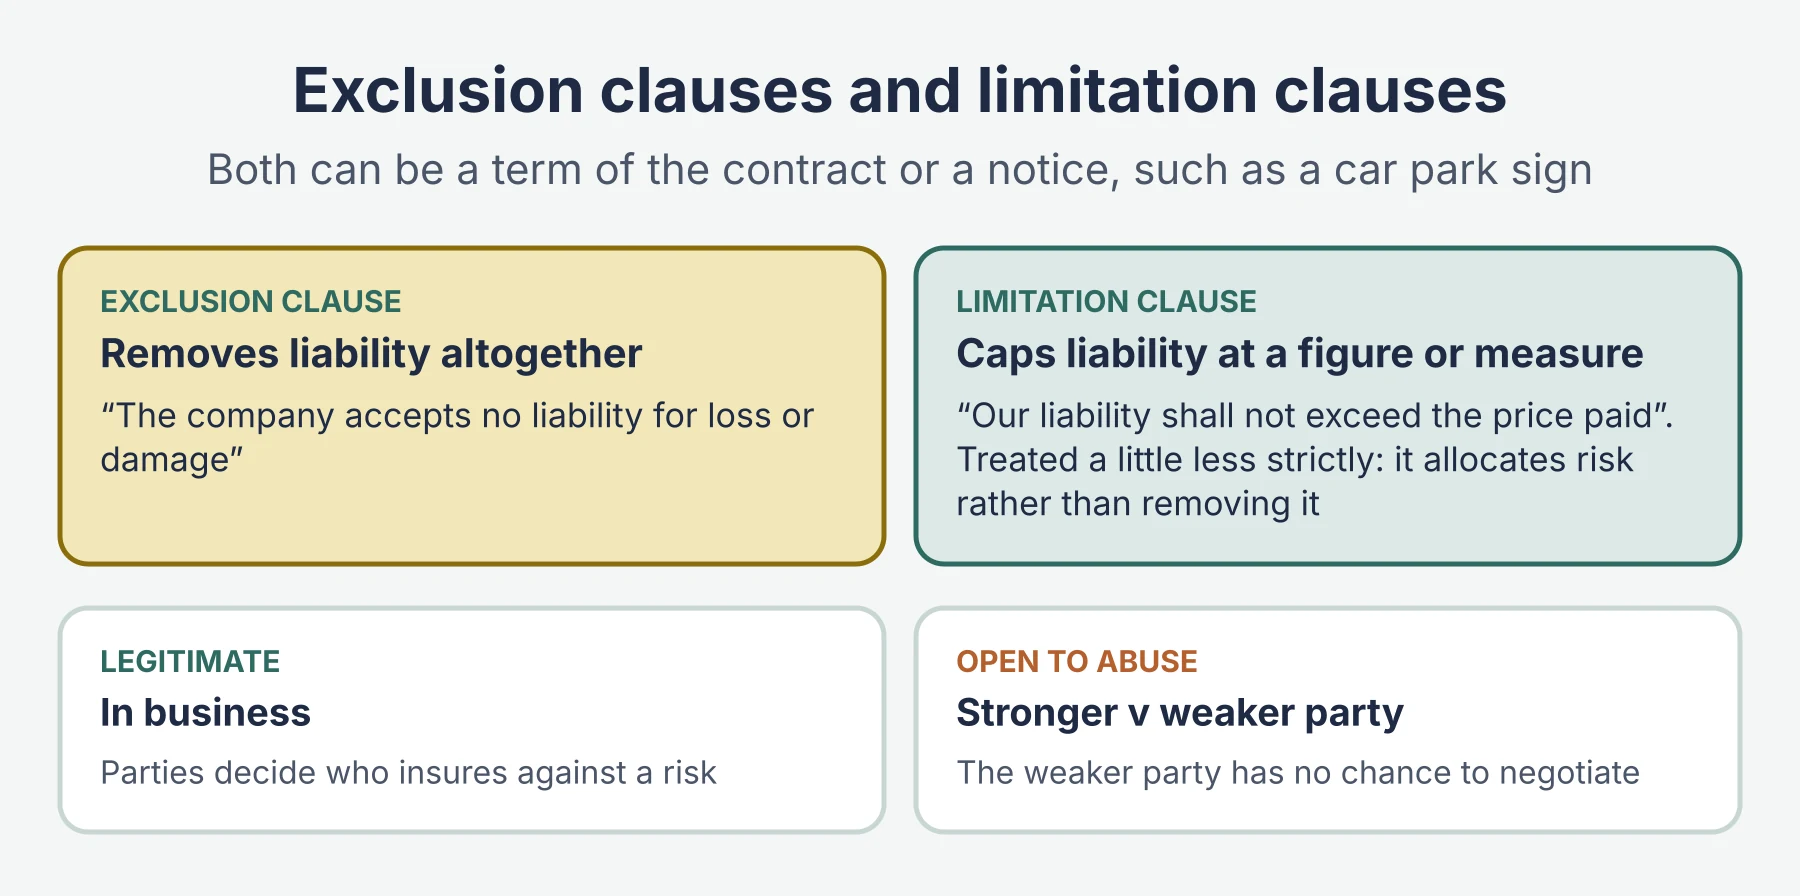 Exclusion clauses and limitation clauses
Both can be a term of the contract or a notice, such as a car park sign
EXCLUSION CLAUSE
Removes liability altogether
“The company accepts no liability for loss or
damage”
LIMITATION CLAUSE
Caps liability at a figure or measure
“Our liability shall not exceed the price paid”.
Treated a little less strictly: it allocates risk
rather than removing it
LEGITIMATE
In business
Parties decide who insures against a risk
OPEN TO ABUSE
Stronger v weaker party
The weaker party has no chance to negotiate